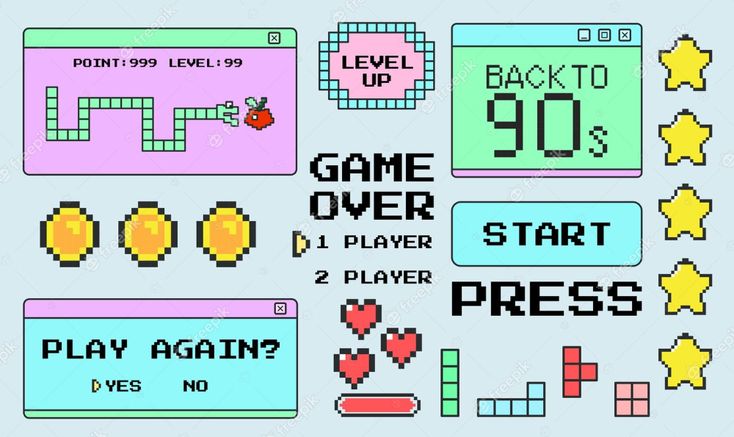 POINT:999 LEVEL:99
LEVEL
UP
BACK TO
90s
GAME
OVER
1 PLAYER
2 PLAYER
START
PRESS
PLAY AGAIN?
YES NO
freepik